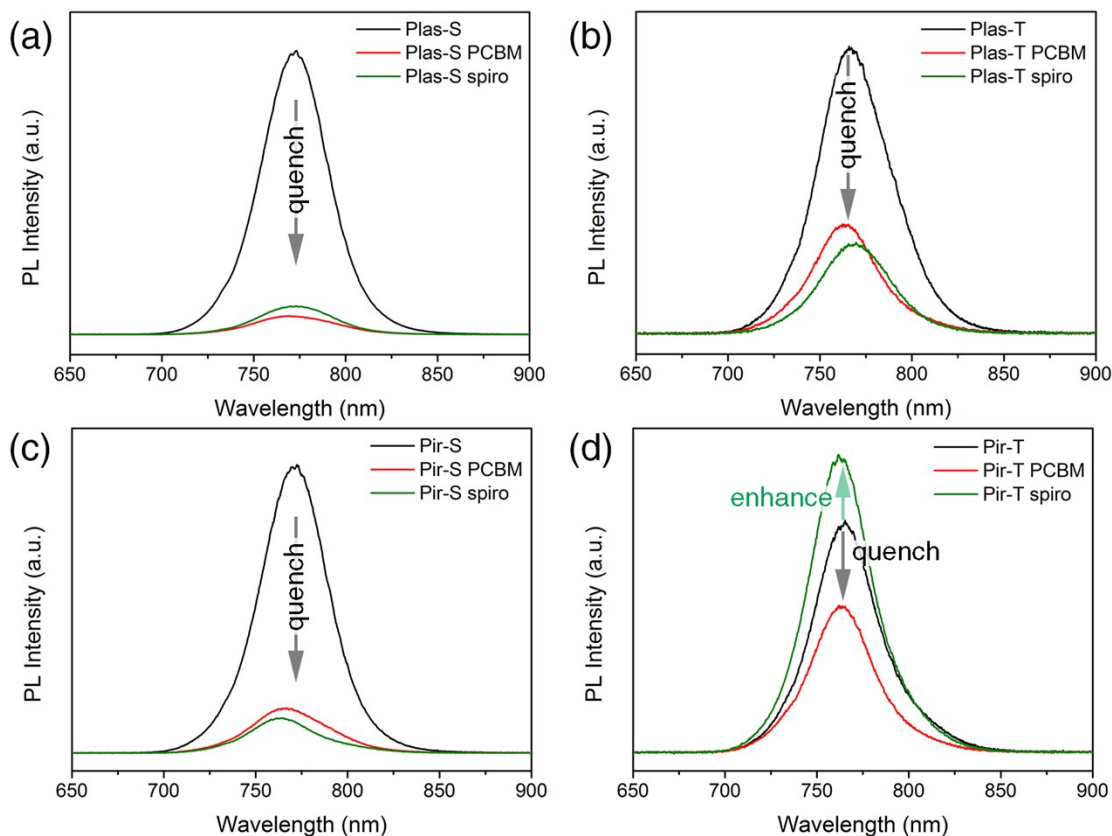 (a)
Plas-S
Plas-S PCBM
Plas-S spiro
quench
PL Intensity (a.u.)
650 700 750 800 850 900
Wavelength (nm)
(b)
Plas-T
Plas-T PCBM
Plas-T spiro
quench
PL Intensity (a.u.)
650 700 750 800 850 900
Wavelength (nm)
(c)
Pir-S
Pir-S PCBM
Pir-S spiro
quench
PL Intensity (a.u.)
650 700 750 800 850 900
Wavelength (nm)
(d)
Pir-T
Pir-T PCBM
Pir-T spiro
enhance
quench
PL Intensity (a.u.)
650 700 750 800 850 900
Wavelength (nm)